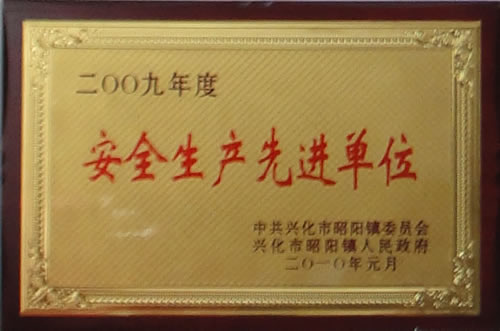 二〇〇九年度
安全生产先进单位
中共兴化市昭阳镇委员会
兴化市昭阳镇人民政府
二〇一〇年元月